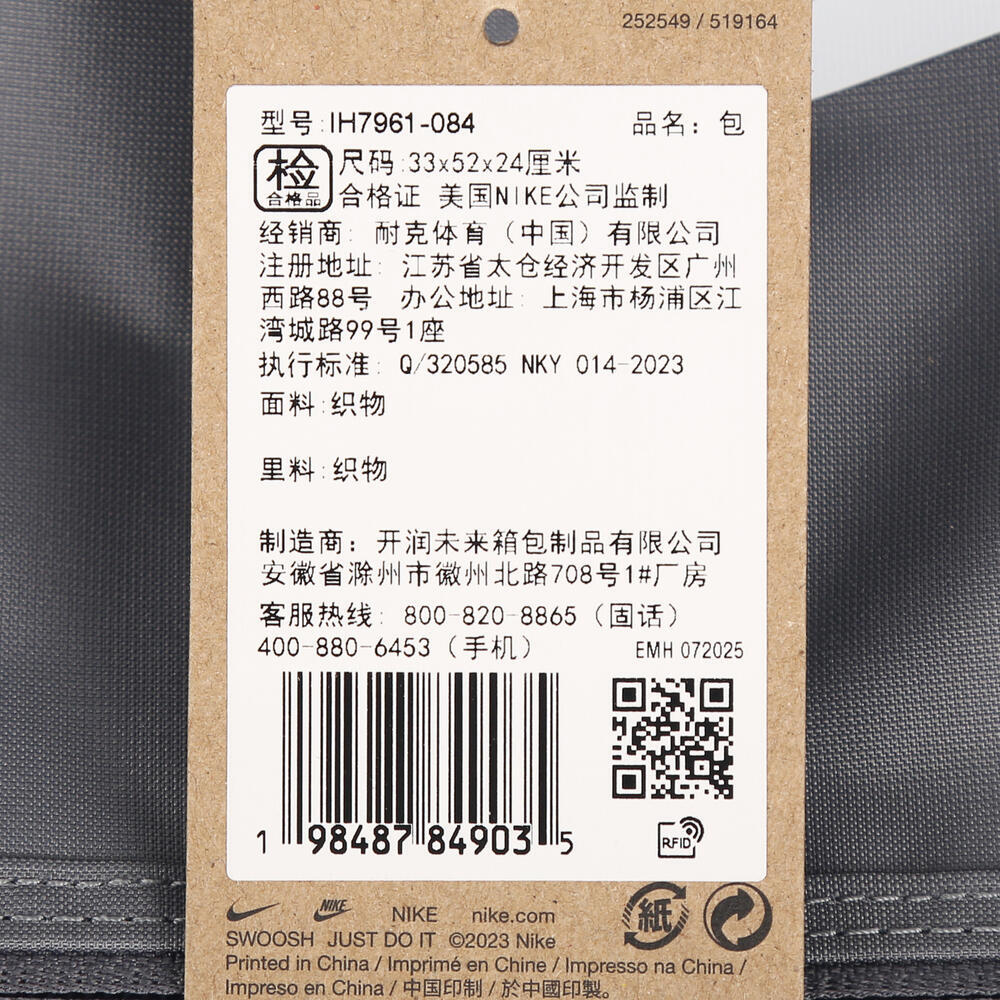 252549 / 519164
型号:IH7961-084 品名：包
检 合格品 尺码:33x52x24厘米
合格证 美国NIKE公司监制
经销商: 耐克体育（中国）有限公司
注册地址: 江苏省太仓经济开发区广州
西路88号 办公地址: 上海市杨浦区江
湾城路99号1座
执行标准: Q/320585 NKY 014-2023
面料:织物
里料:织物
制造商: 开润未来箱包制品有限公司
安徽省滁州市徽州北路708号1#厂房
客服热线: 800-820-8865（固话）
400-880-6453（手机） EMH 072025
1 98487 84903 5
RFID
NIKE NIKE nike.com 紙
SWOOSH JUST DO IT ©2023 Nike
Printed in China / Imprimé en Chine / Impresso na China /
Impreso en China / 中国印制 / 於中國印製。